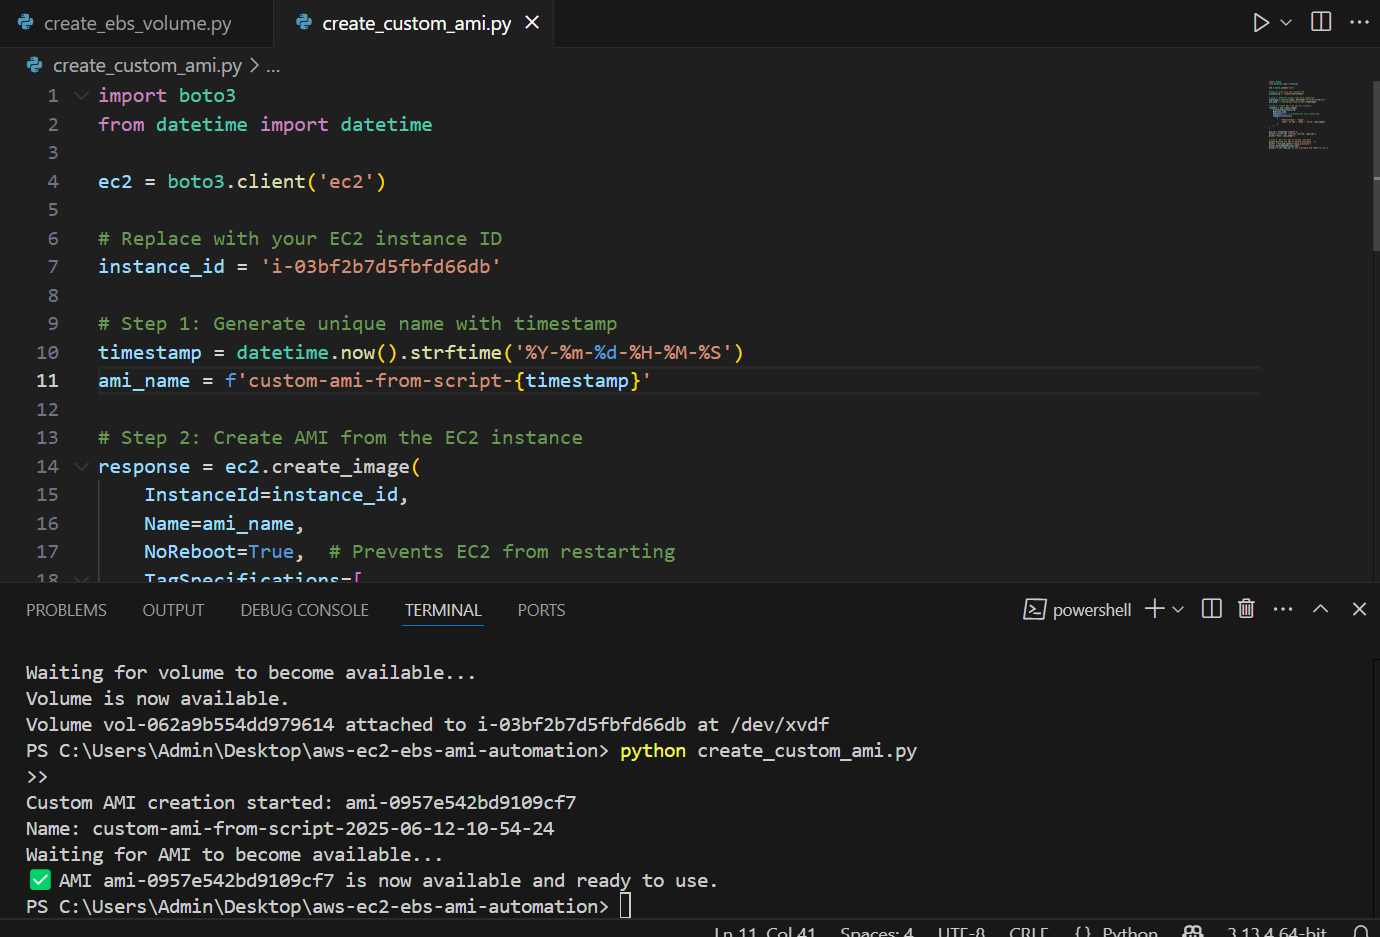 create_ebs_volume.py
create_custom_ami.py
create_custom_ami.py > ...
1 import boto3
2 from datetime import datetime
3
4 ec2 = boto3.client('ec2')
5
6 # Replace with your EC2 instance ID
7 instance_id = 'i-03bf2b7d5fbfd66db'
8
9 # Step 1: Generate unique name with timestamp
10 timestamp = datetime.now().strftime('%Y-%m-%d-%H-%M-%S')
11 ami_name = f'custom-ami-from-script-{timestamp}'
12
13 # Step 2: Create AMI from the EC2 instance
14 response = ec2.create_image(
15 InstanceId=instance_id,
16 Name=ami_name,
17 NoReboot=True,  # Prevents EC2 from restarting
18 TagSpecifications=[
PROBLEMS OUTPUT DEBUG CONSOLE TERMINAL PORTS powershell
Waiting for volume to become available...
Volume is now available.
Volume vol-062a9b554dd979614 attached to i-03bf2b7d5fbfd66db at /dev/xvdf
PS C:\Users\Admin\Desktop\aws-ec2-ebs-ami-automation> python create_custom_ami.py
>>
Custom AMI creation started: ami-0957e542bd9109cf7
Name: custom-ami-from-script-2025-06-12-10-54-24
Waiting for AMI to become available...
✅ AMI ami-0957e542bd9109cf7 is now available and ready to use.
PS C:\Users\Admin\Desktop\aws-ec2-ebs-ami-automation>
Ln 11, Col 41 Spaces: 4 UTF-8 CRLF {} Python 3.13.4 64-bit